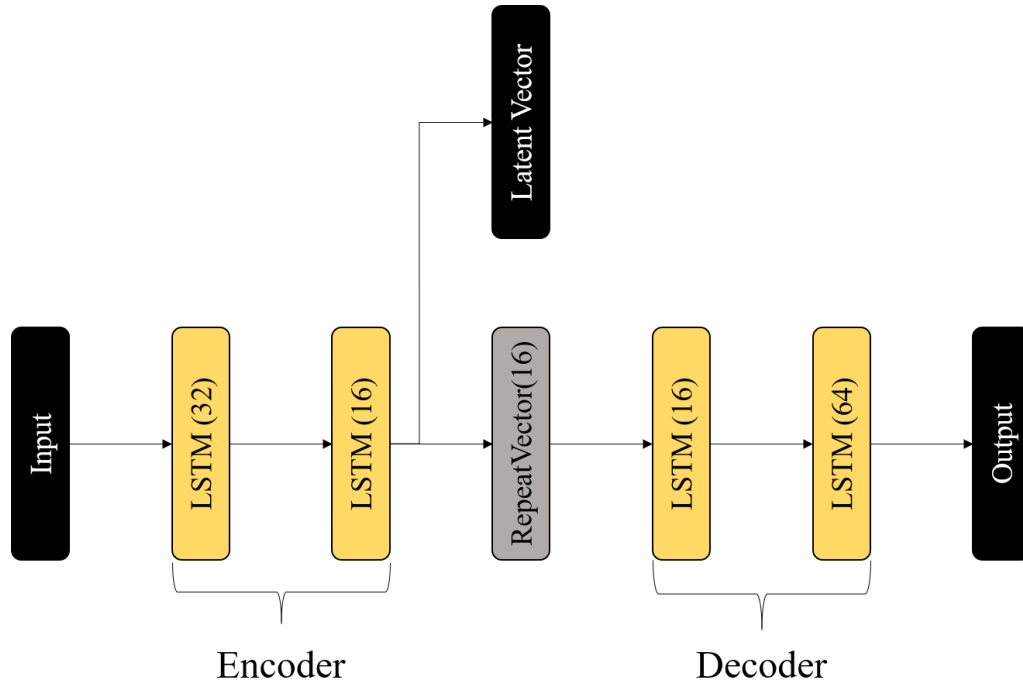 Latent Vector
Input
LSTM (32)
LSTM (16)
RepeatVector(16)
LSTM (16)
LSTM (64)
Output
Encoder
Decoder